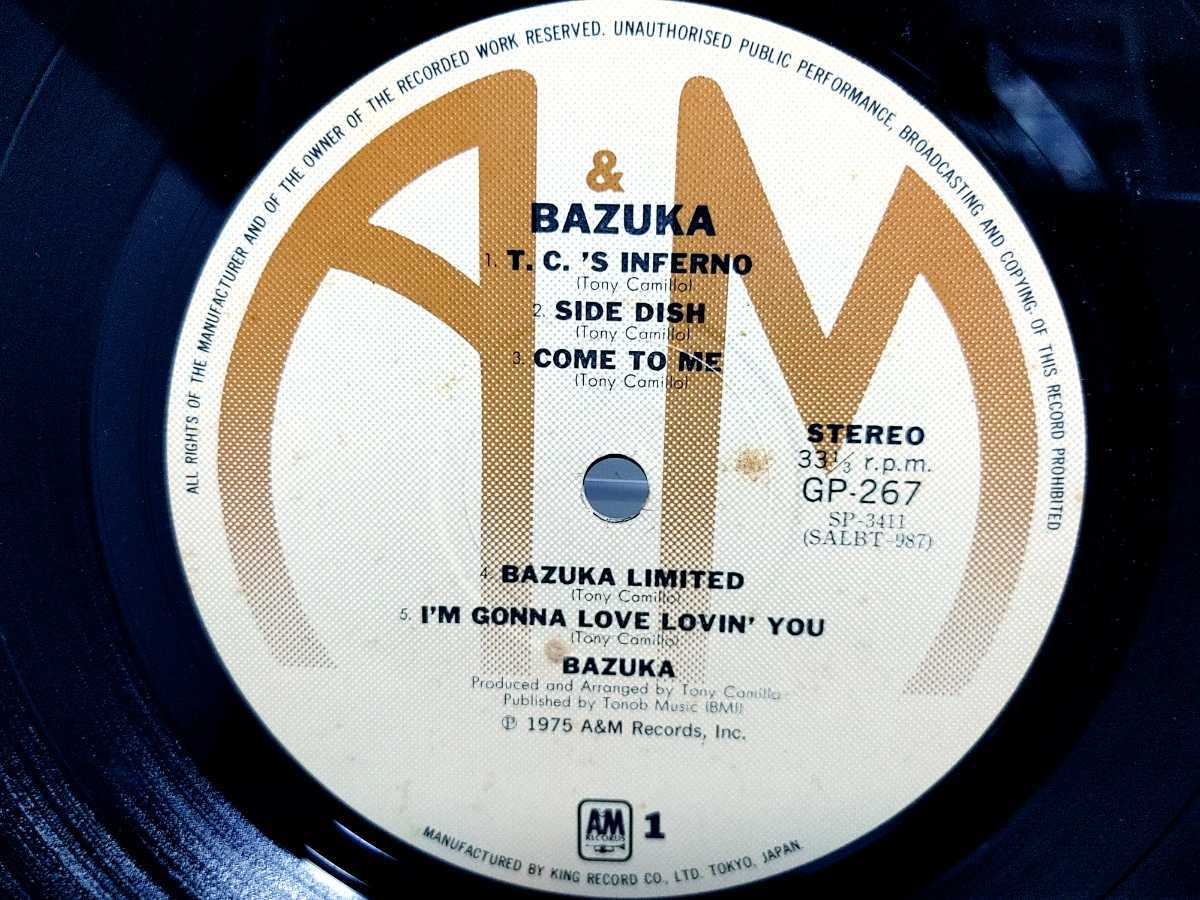 ALL RIGHTS OF THE MANUFACTURER AND OF THE OWNER OF THE RECORDED WORK RESERVED. UNAUTHORISED PUBLIC PERFORMANCE, BROADCASTING AND COPYING. OF THIS RECORD PROHIBITED
A & M
BAZUKA
1. T. C. 'S INFERNO
(Tony Camillo)
2. SIDE DISH
(Tony Camillo)
3. COME TO ME
(Tony Camillo)
STEREO
33 1/3 r.p.m.
GP-267
SP-3411
(SALBT-987)
4. BAZUKA LIMITED
(Tony Camillo)
5. I'M GONNA LOVE LOVIN' YOU
(Tony Camillo)
BAZUKA
Produced and Arranged by Tony Camillo
Published by Tonob Music (BMI)
℗ 1975 A&M Records, Inc.
A&M
RECORDS
1
MANUFACTURED BY KING RECORD CO., LTD. TOKYO, JAPAN.